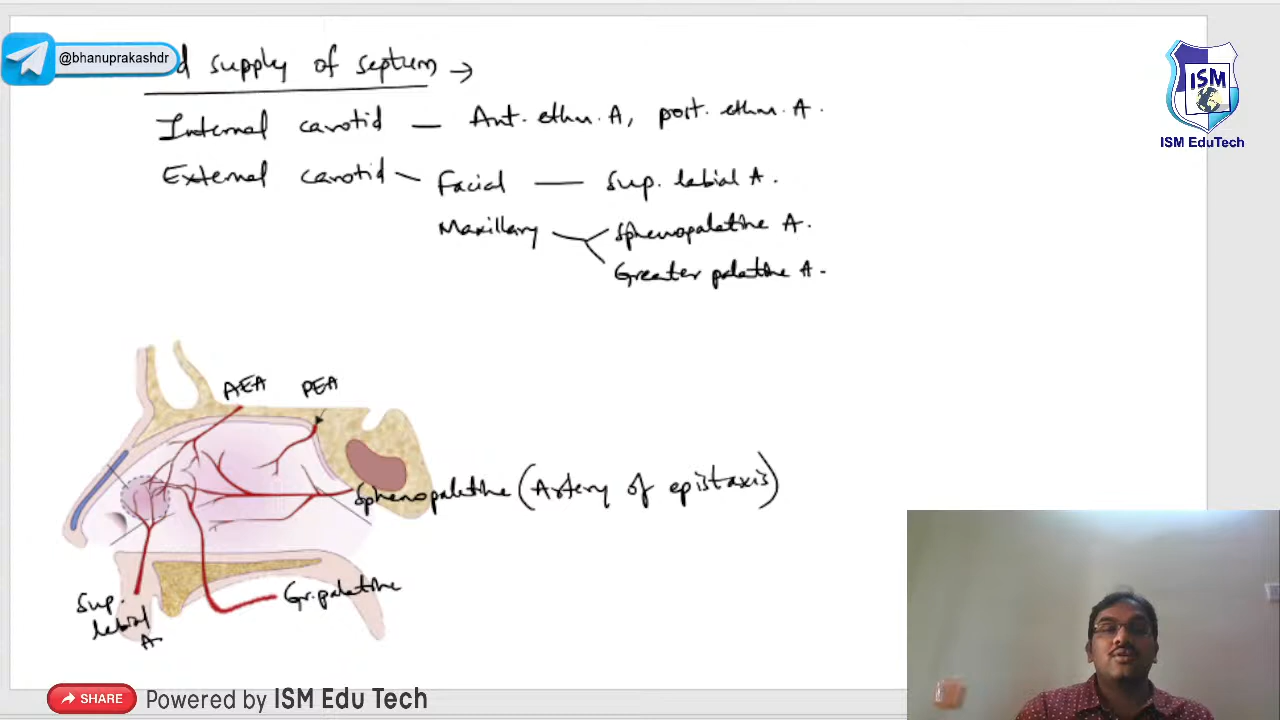 @bhanuprakashdr
d supply of septum →
ISM
ISM EduTech
Internal carotid — Ant. ethm. A, post. ethm. A.
External carotid — Facial — Sup. labial A.
Maxillary — Sphenopalatine A.
Greater palatine A.
AEA PEA
Sphenopalatine (Artery of epistaxis)
Gr. palatine
Sup. labial A
SHARE Powered by ISM Edu Tech